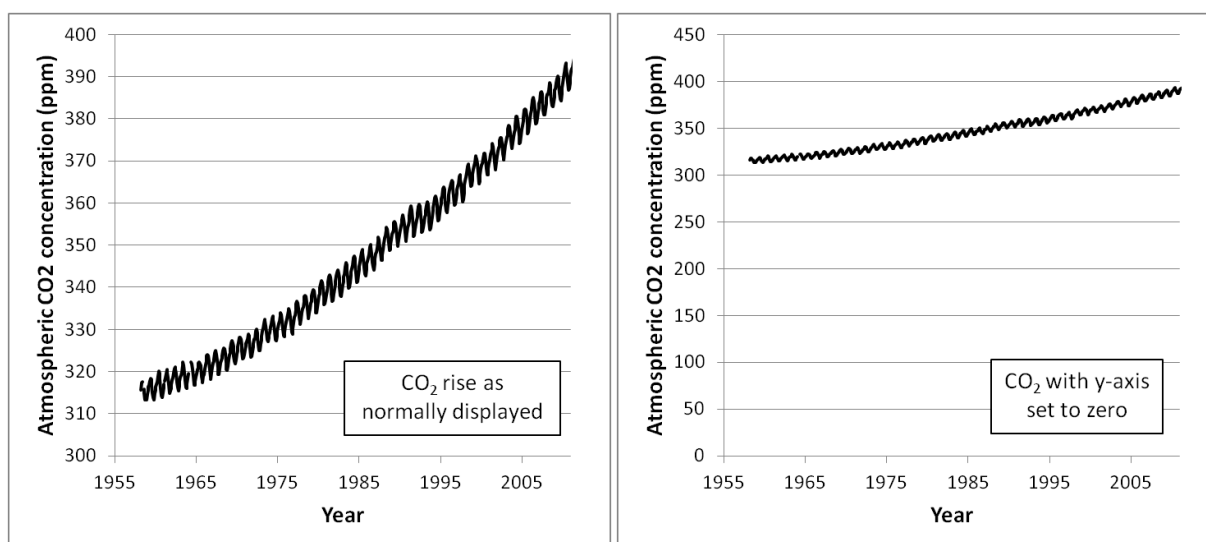 Atmospheric CO2 concentration (ppm)
400
390
380
370
360
350
340
330
320
310
300
1955 1965 1975 1985 1995 2005
Year
CO₂ rise as
normally displayed
Atmospheric CO2 concentration (ppm)
450
400
350
300
250
200
150
100
50
0
1955 1965 1975 1985 1995 2005
Year
CO₂ with y-axis
set to zero